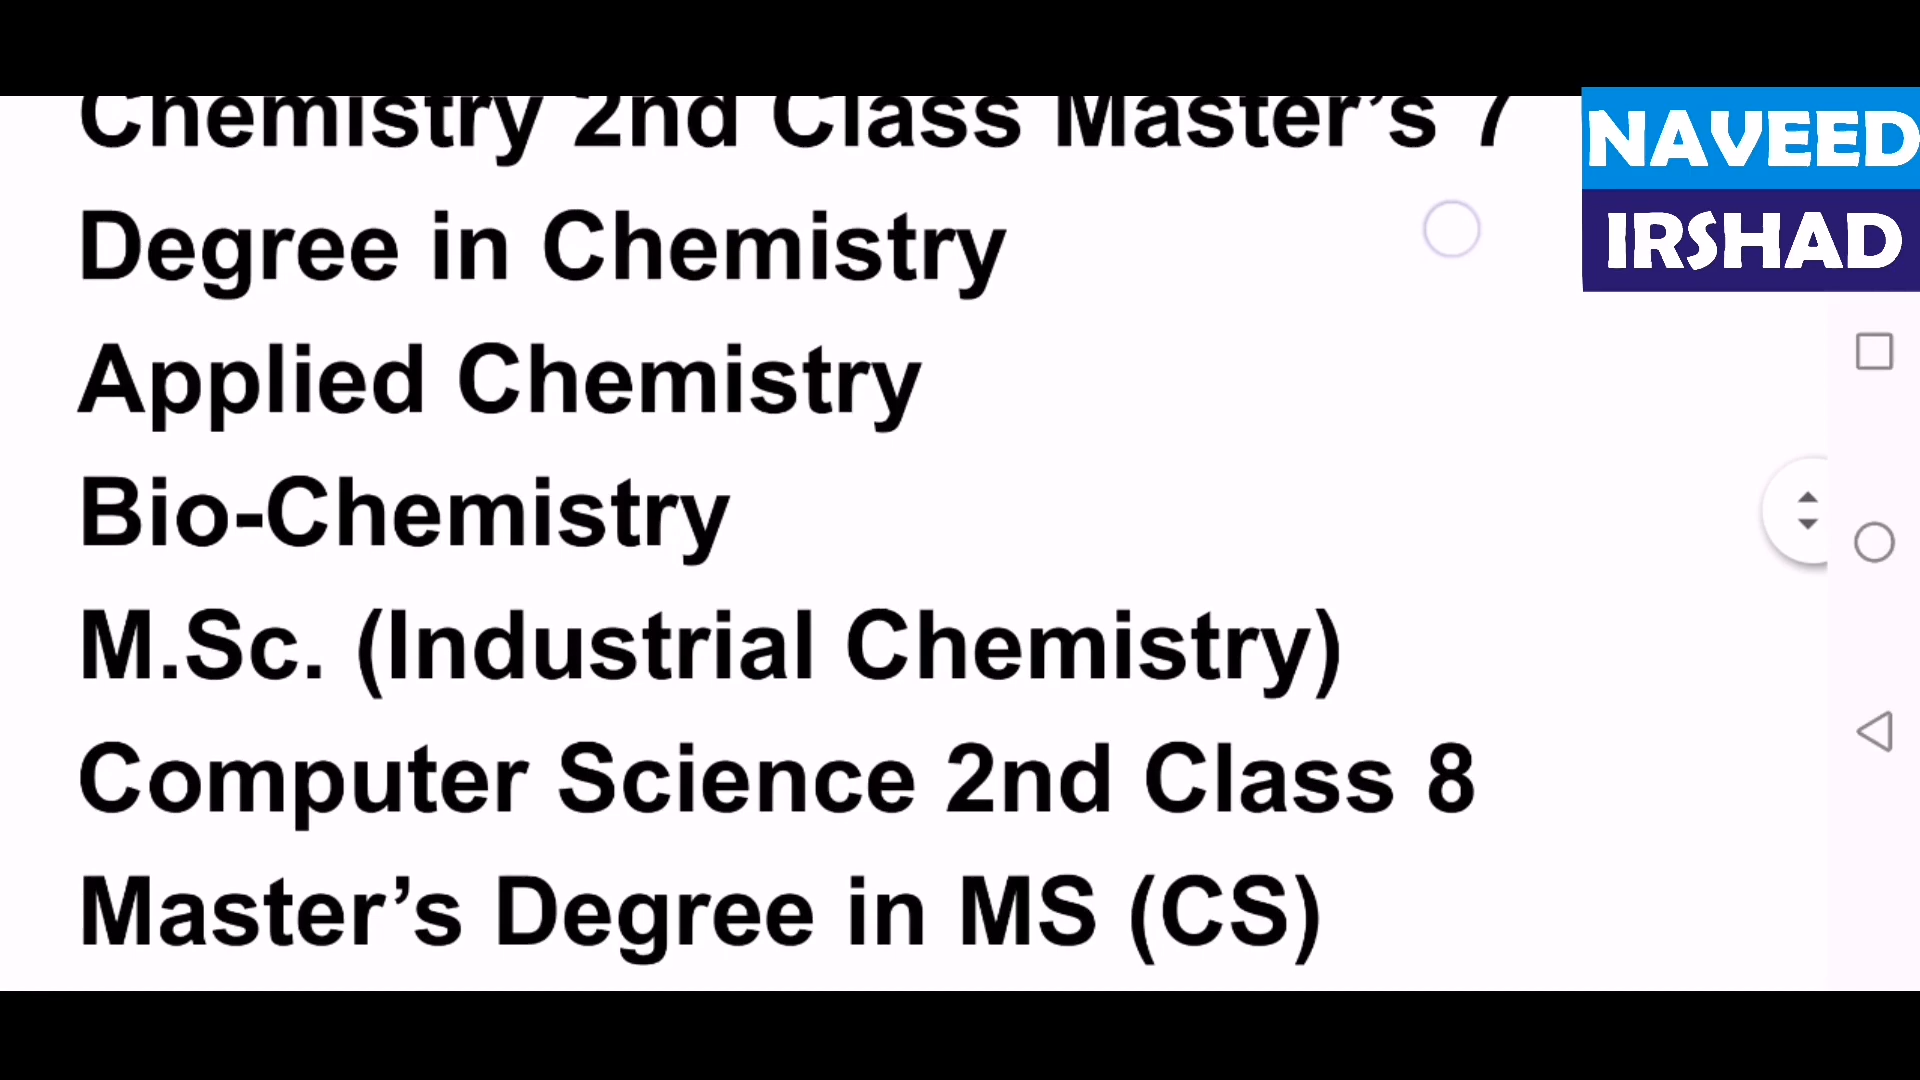 Chemistry 2nd Class Master’s 7
Degree in Chemistry
Applied Chemistry
Bio-Chemistry
M.Sc. (Industrial Chemistry)
Computer Science 2nd Class 8
Master’s Degree in MS (CS)
NAVEED
IRSHAD